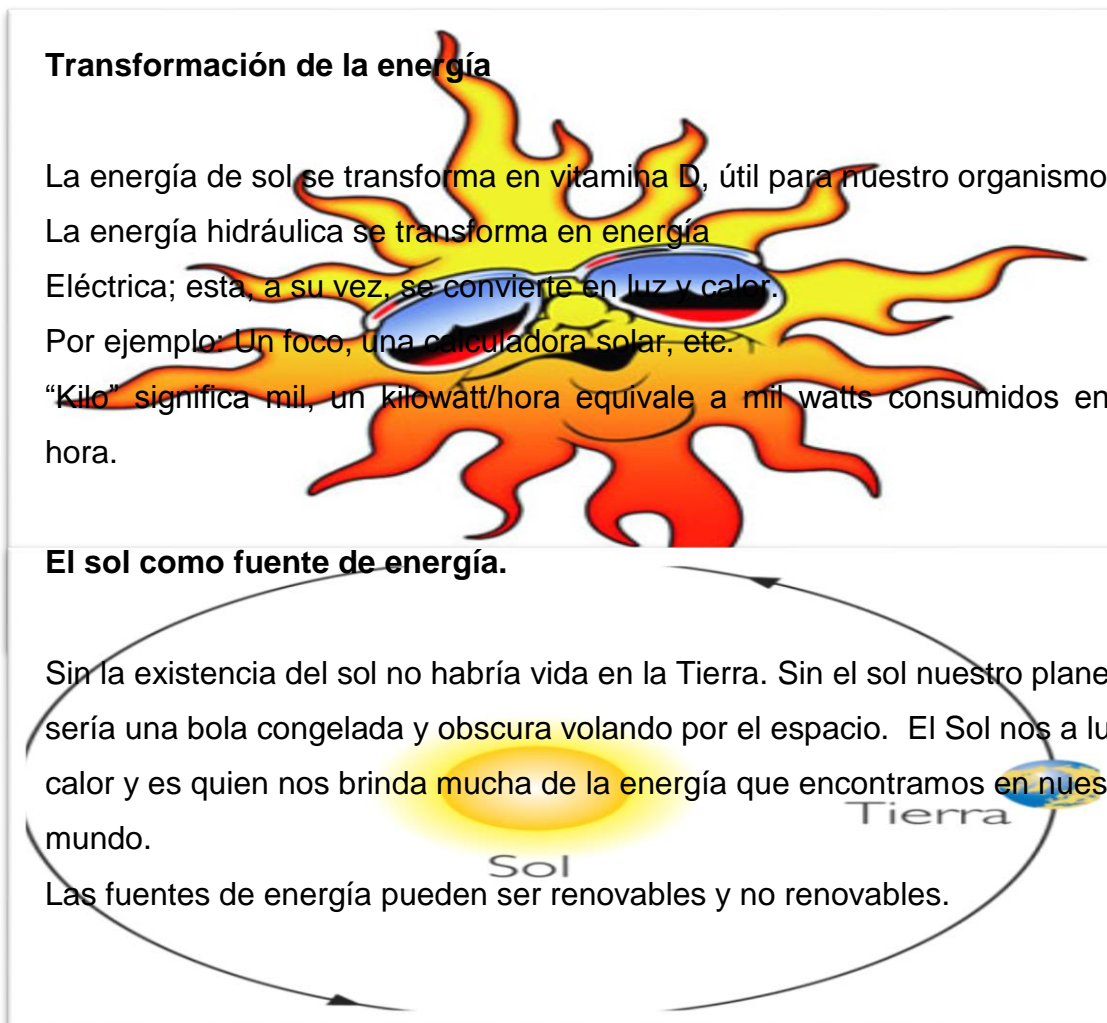 Transformación de la energía
La energía de sol se transforma en vitamina D, útil para nuestro organismo
La energía hidráulica se transforma en energía
Eléctrica; esta, a su vez, se convierte en luz y calor.
Por ejemplo: Un foco, una calculadora solar, etc.
“Kilo” significa mil, un kilowatt/hora equivale a mil watts consumidos en
hora.
El sol como fuente de energía.
Sin la existencia del sol no habría vida en la Tierra. Sin el sol nuestro plane
sería una bola congelada y obscura volando por el espacio. El Sol nos a lu
calor y es quien nos brinda mucha de la energía que encontramos en nues
Tierra
mundo.
Sol
Las fuentes de energía pueden ser renovables y no renovables.